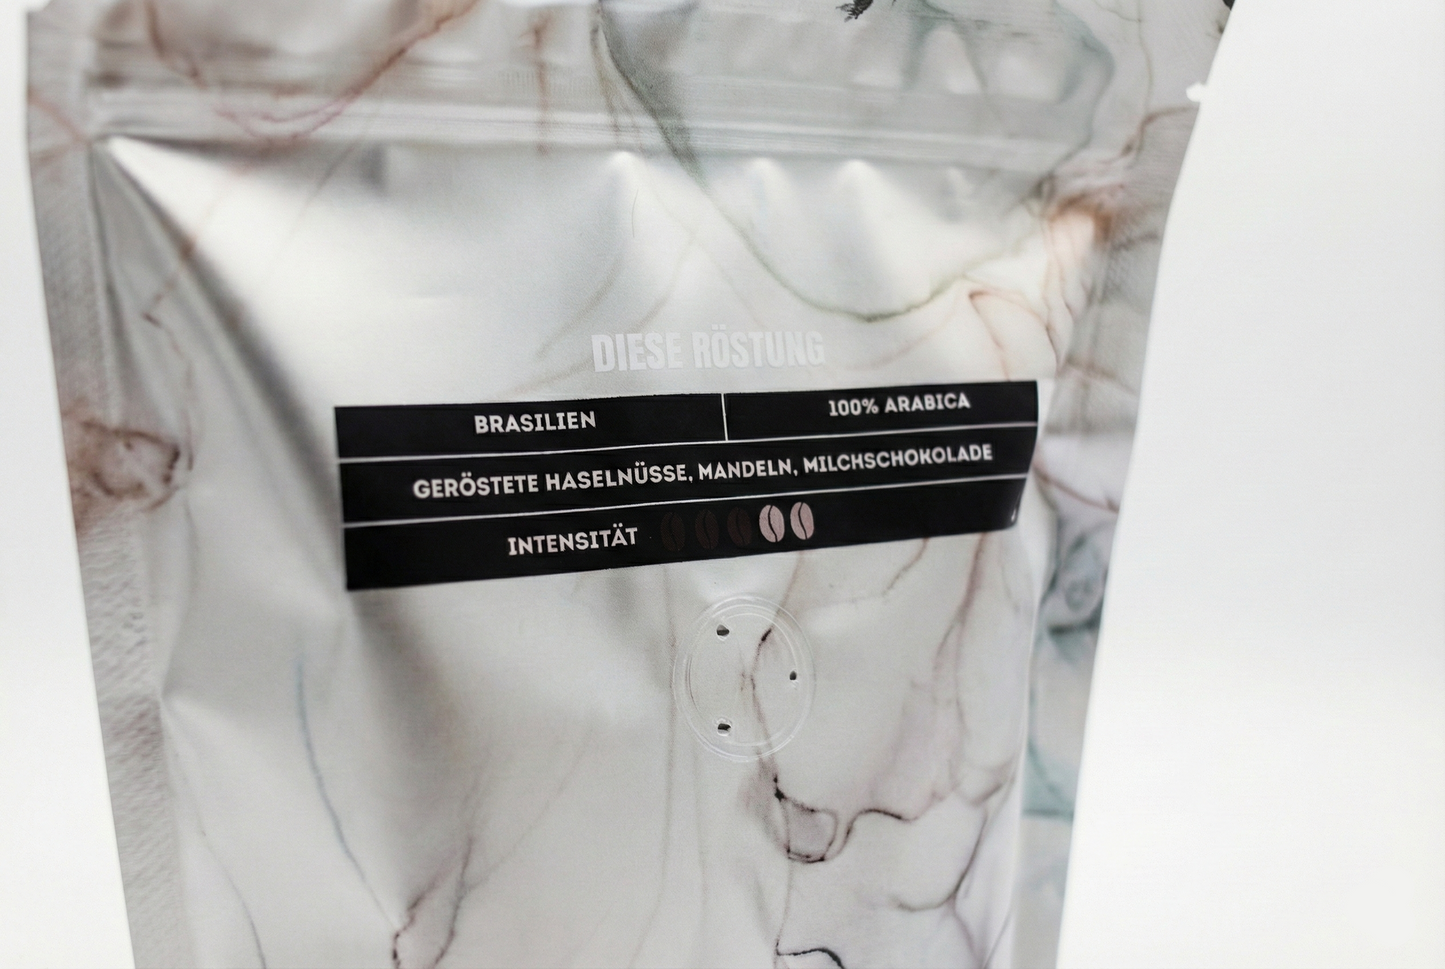 DIESE RÖSTUNG
BRASILIEN
100% ARABICA
GERÖSTETE HASELNÜSSE, MANDELN, MILCHSCHOKOLADE
INTENSITÄT